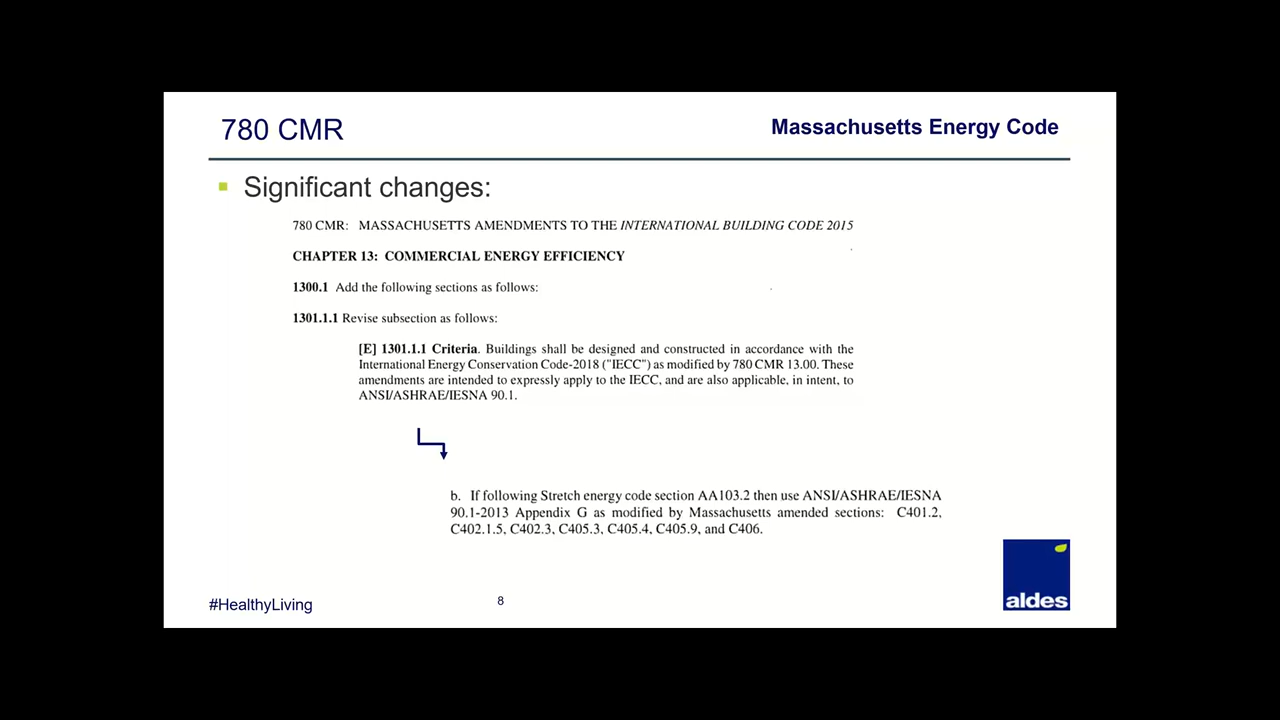 780 CMR
Massachusetts Energy Code
Significant changes:
780 CMR: MASSACHUSETTS AMENDMENTS TO THE INTERNATIONAL BUILDING CODE 2015
CHAPTER 13: COMMERCIAL ENERGY EFFICIENCY
1300.1 Add the following sections as follows:
1301.1.1 Revise subsection as follows:
[E] 1301.1.1 Criteria. Buildings shall be designed and constructed in accordance with the
International Energy Conservation Code-2018 ("IECC") as modified by 780 CMR 13.00. These
amendments are intended to expressly apply to the IECC, and are also applicable, in intent, to
ANSI/ASHRAE/IESNA 90.1.
b. If following Stretch energy code section AA103.2 then use ANSI/ASHRAE/IESNA
90.1-2013 Appendix G as modified by Massachusetts amended sections: C401.2,
C402.1.5, C402.3, C405.3, C405.4, C405.9, and C406.
#HealthyLiving
8
aldes